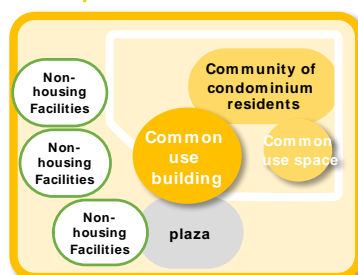 Non-
housing
Facilities
Community of
condominium
residents
Non-
housing
Facilities
Common
use
building
Common
use space
Non-
housing
Facilities
plaza